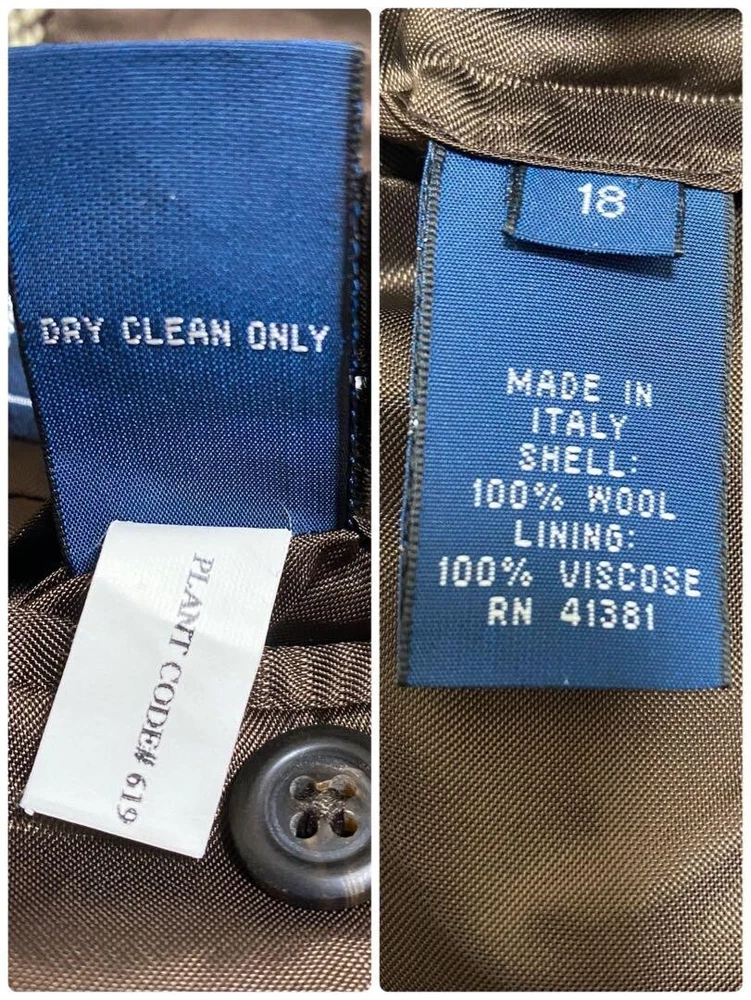 DRY CLEAN ONLY
PLANT CODE# 619
18
MADE IN
ITALY
SHELL:
100% WOOL
LINING:
100% VISCOSE
RN 41381